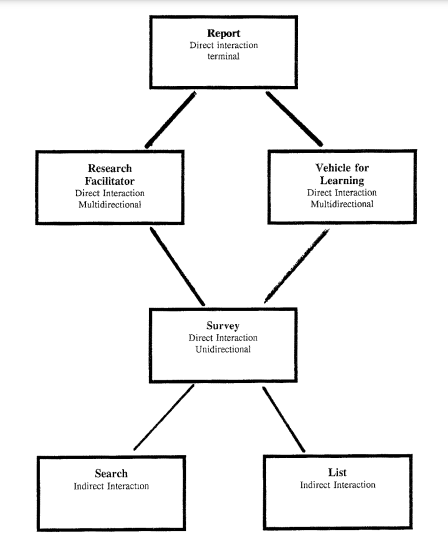 Report
Direct interaction
terminal
Research
Facilitator
Direct Interaction
Multidirectional
Vehicle for
Learning
Direct Interaction
Multidirectional
Survey
Direct Interaction
Unidirectional
Search
Indirect Interaction
List
Indirect Interaction